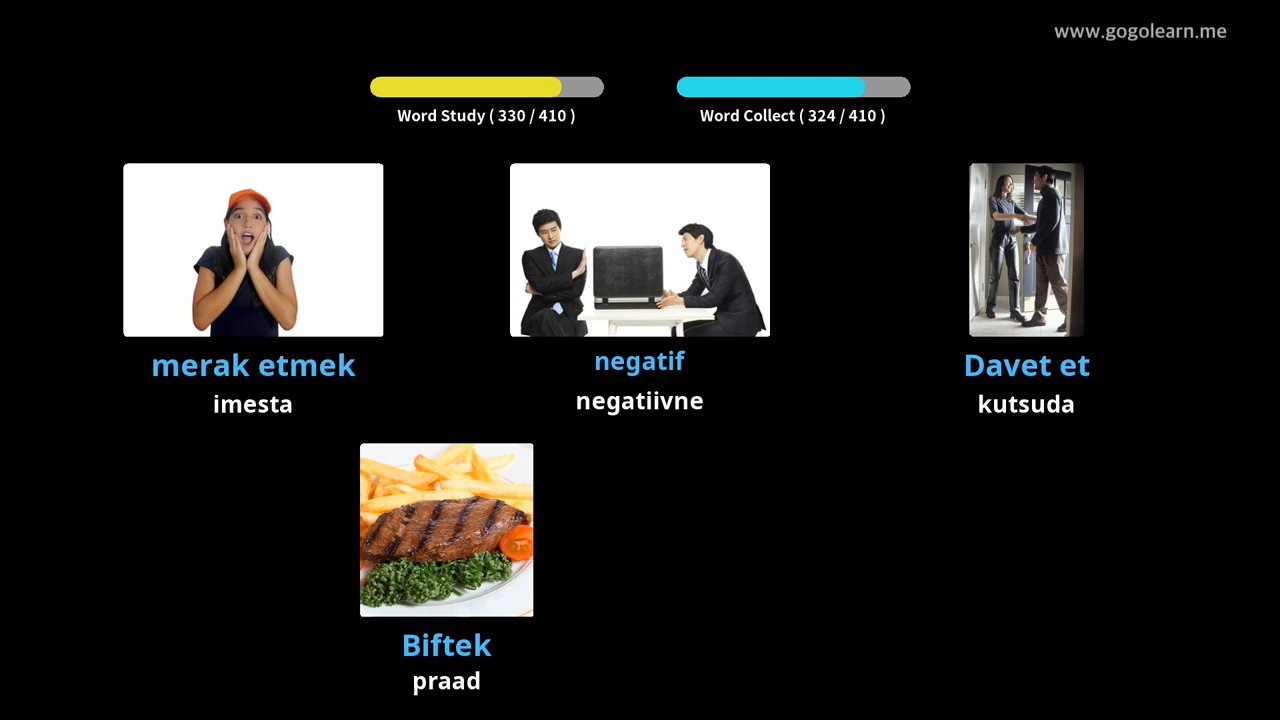 www.gogolearn.me
Word Study ( 330 / 410 )
Word Collect ( 324 / 410 )
merak etmek
imesta
negatif
negatiivne
Davet et
kutsuda
Biftek
praad